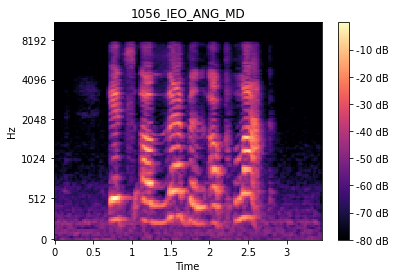 1056_IEO_ANG_MD
8192
4096
2048
1024
512
0
Hz
0 0.5 1 1.5 2 2.5 3
Time
-10 dB
-20 dB
-30 dB
-40 dB
-50 dB
-60 dB
-70 dB
-80 dB